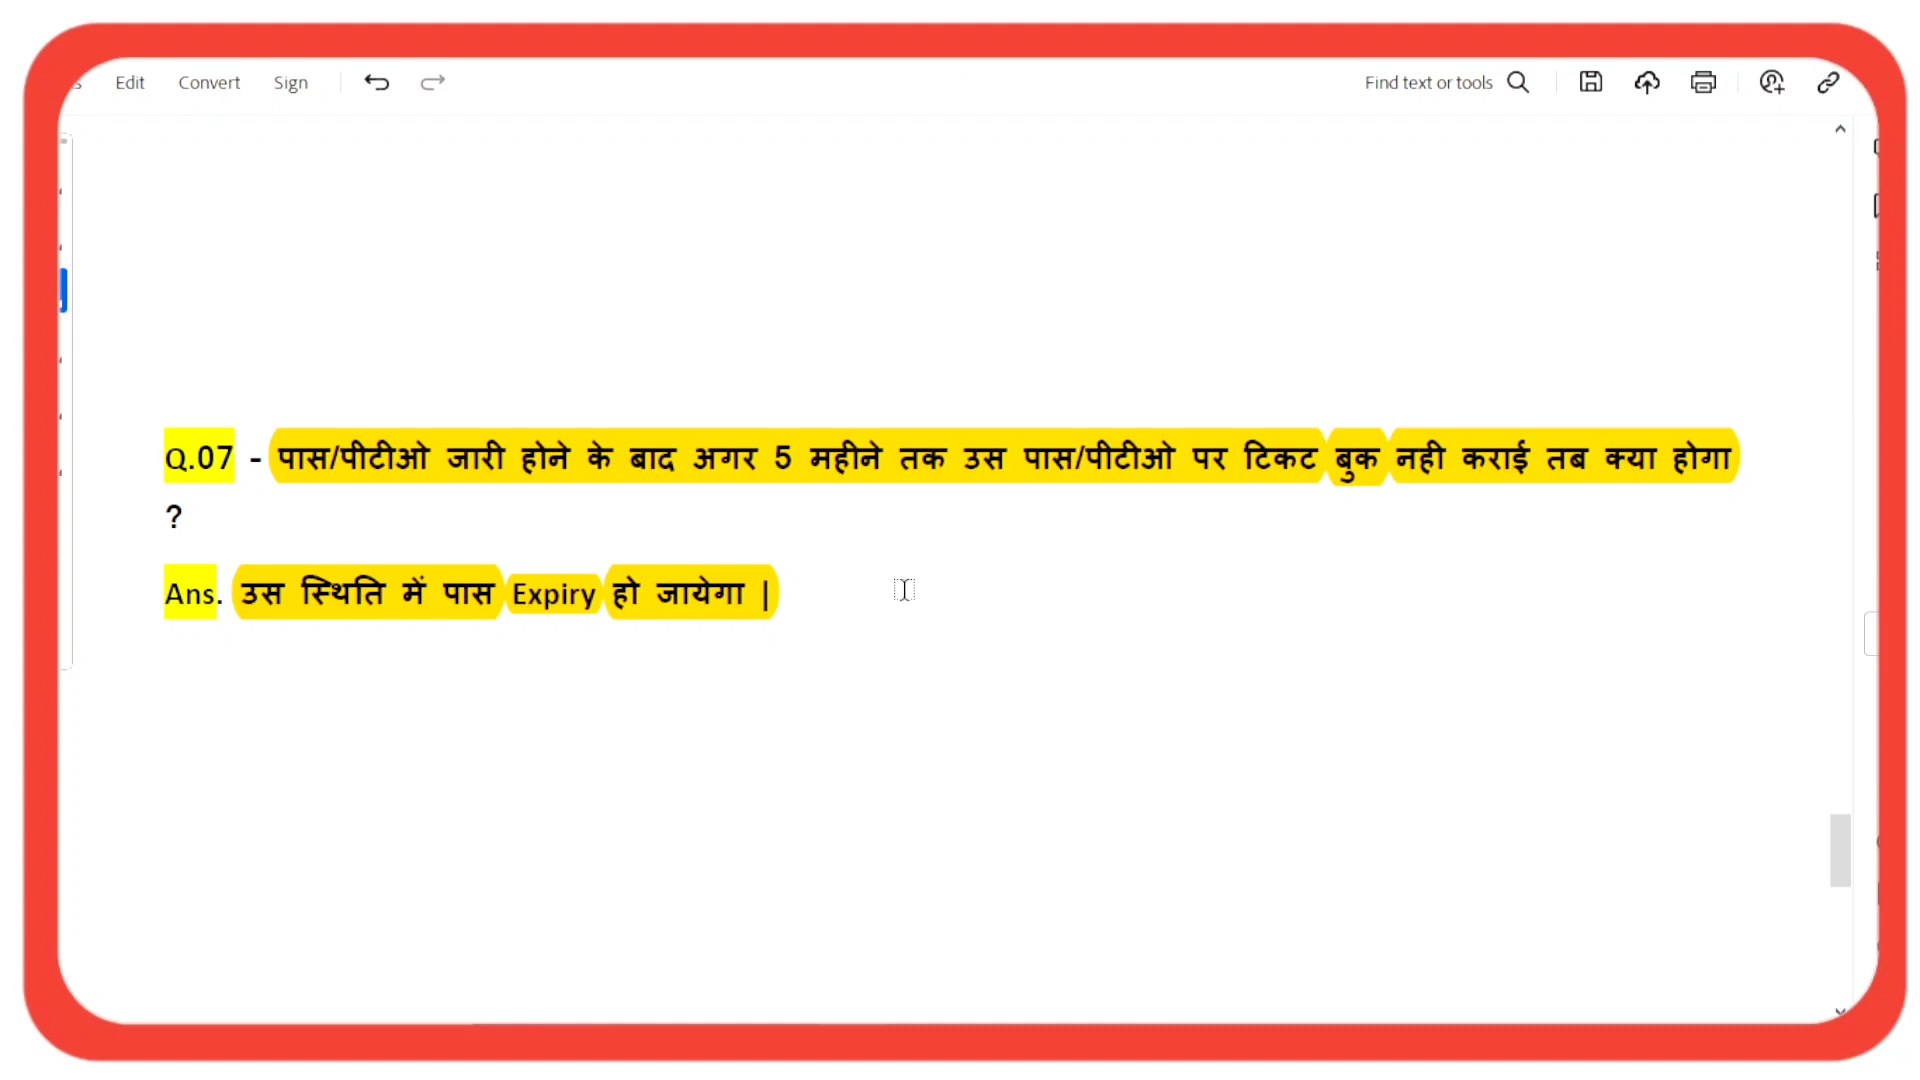 Edit Convert Sign Find text or tools
Q.07 - पास/पीटीओ जारी होने के बाद अगर 5 महीने तक उस पास/पीटीओ पर टिकट बुक नही कराई तब क्या होगा
?
Ans. उस स्थिति में पास Expiry हो जायेगा |